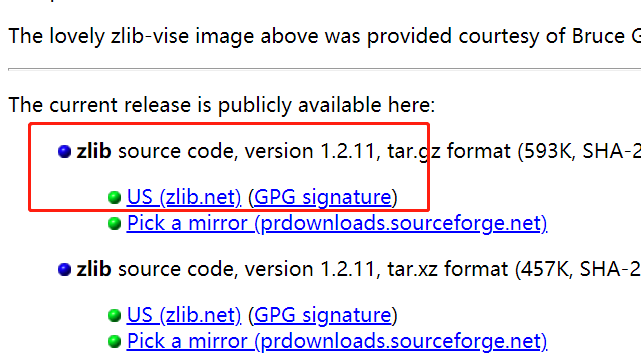 The lovely zlib-vise image above was provided courtesy of Bruce
The current release is publicly available here:
zlib source code, version 1.2.11, tar.gz format (593K, SHA-2
US (zlib.net) (GPG signature)
Pick a mirror (prdownloads.sourceforge.net)
zlib source code, version 1.2.11, tar.xz format (457K, SHA-2
US (zlib.net) (GPG signature)
Pick a mirror (prdownloads.sourceforge.net)